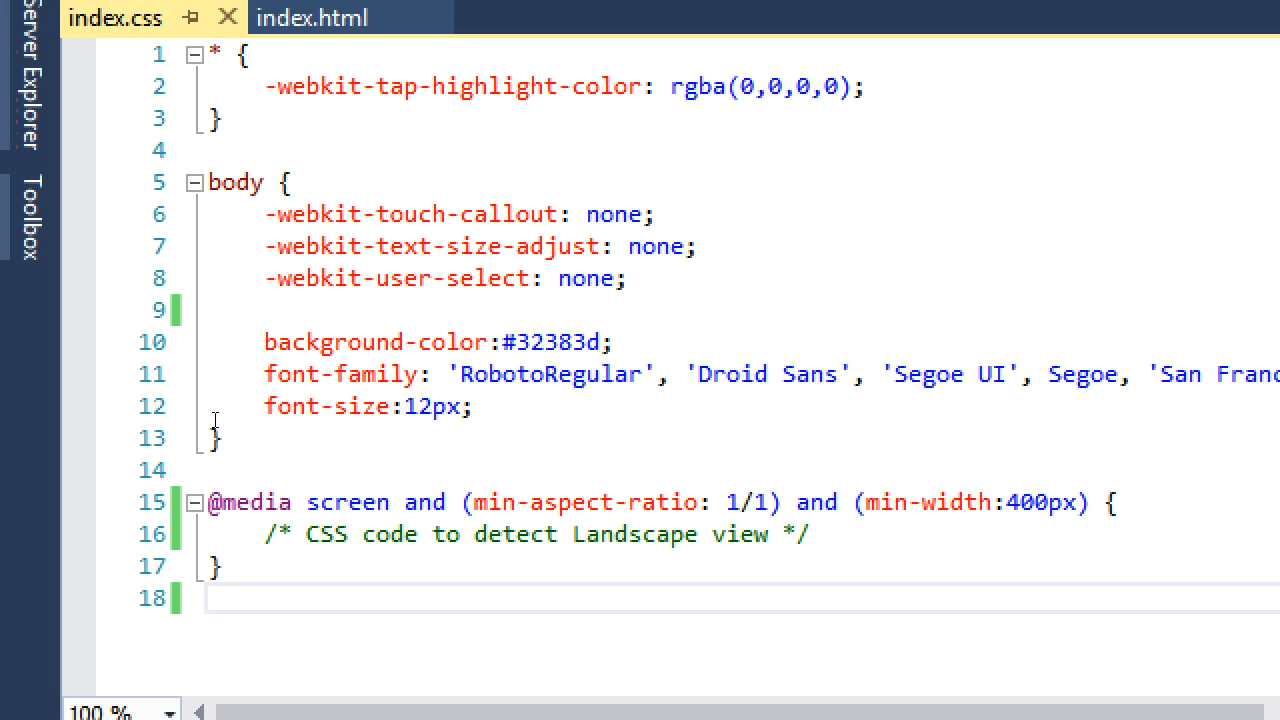 index.css
index.html
Server Explorer
Toolbox
1 * {
2 -webkit-tap-highlight-color: rgba(0,0,0,0);
3 }
4
5 body {
6 -webkit-touch-callout: none;
7 -webkit-text-size-adjust: none;
8 -webkit-user-select: none;
9
10 background-color:#32383d;
11 font-family: 'RobotoRegular', 'Droid Sans', 'Segoe UI', Segoe, 'San Franc
12 font-size:12px;
13 }
14
15 @media screen and (min-aspect-ratio: 1/1) and (min-width:400px) {
16 /* CSS code to detect Landscape view */
17 }
18
100 %